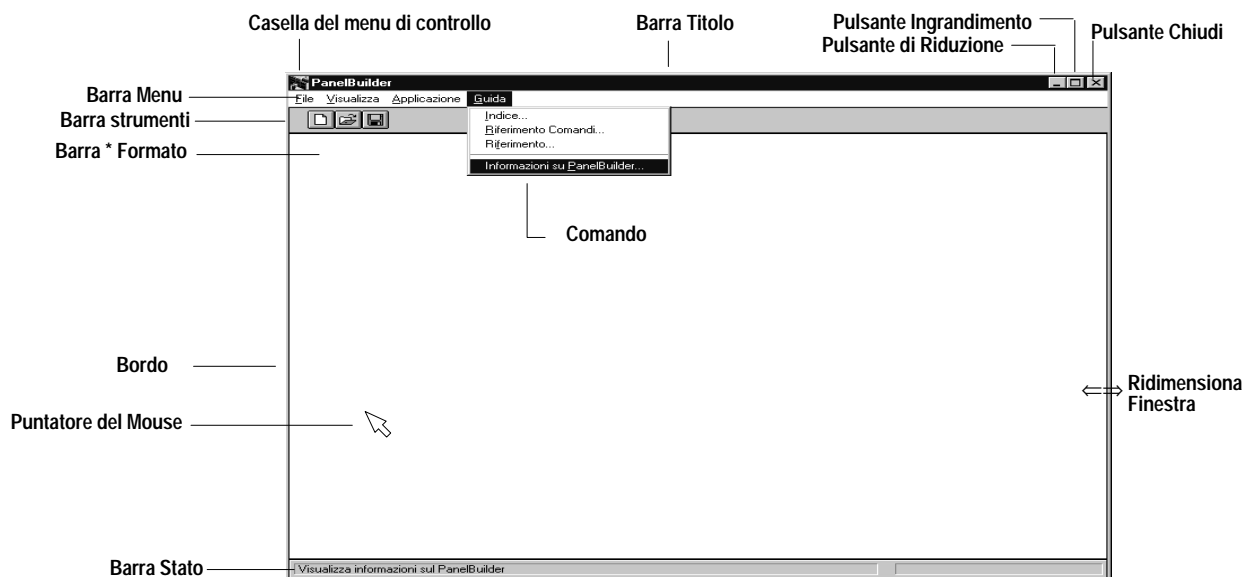 Casella del menu di controllo
Barra Titolo
Pulsante Ingrandimento
Pulsante di Riduzione
Pulsante Chiudi
PanelBuilder
Barra Menu
File Visualizza Applicazione Guida
Barra strumenti
Indice...
Riferimento Comandi...
Riferimento...
Barra * Formato
Informazioni su PanelBuilder...
Comando
Bordo
Ridimensiona
Finestra
Puntatore del Mouse
Barra Stato
Visualizza informazioni sul PanelBuilder